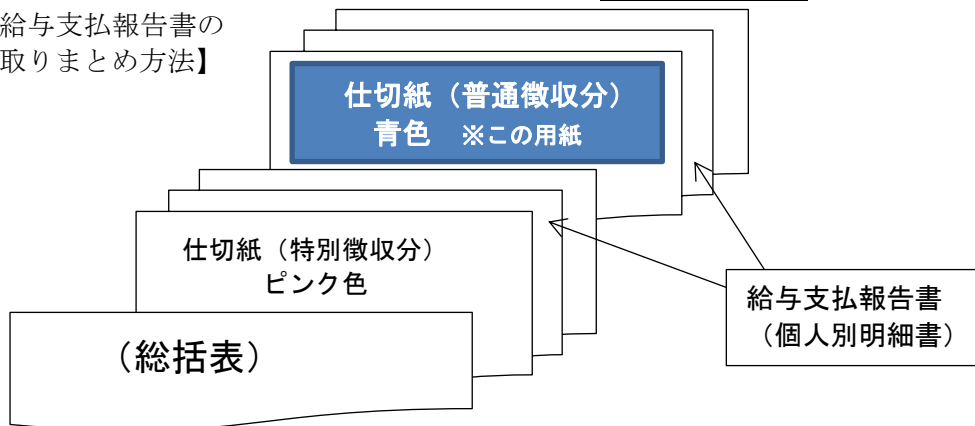 給与支払報告書の
取りまとめ方法】
仕切紙（普通徴収分）
青色 ※この用紙
仕切紙（特別徴収分）
ピンク色
給与支払報告書
（個人別明細書）
（総括表）